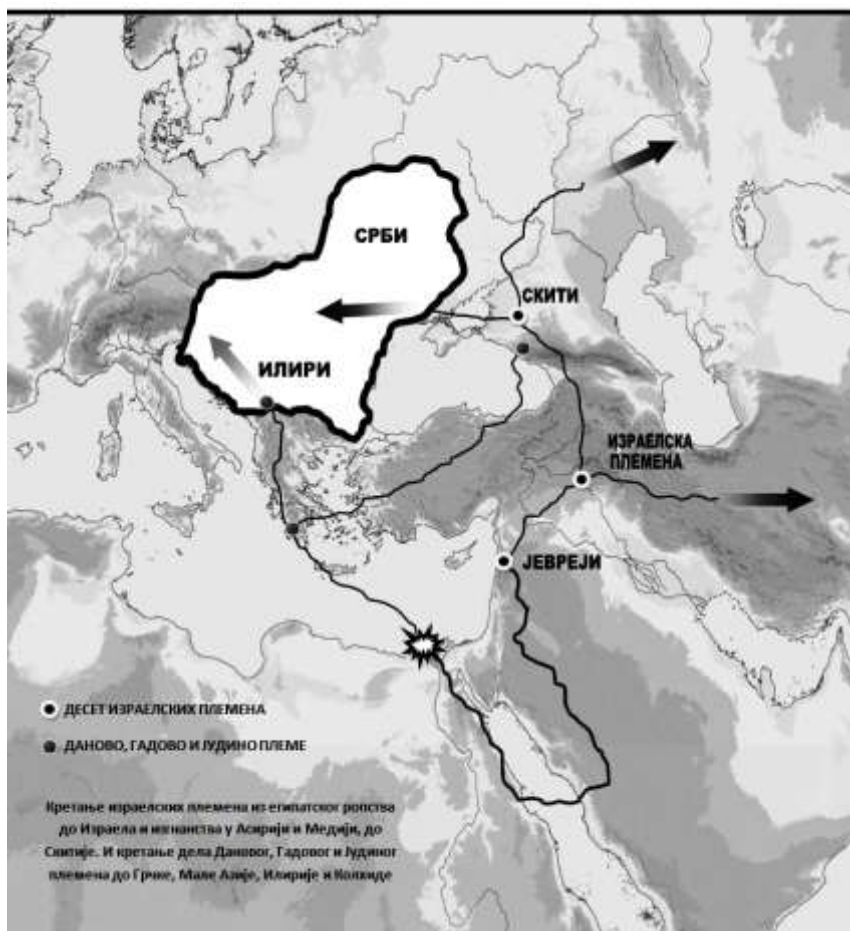 СРБИ
СКИТИ
ИЛИРИ
ИЗРАЕЛСКА
ПЛЕМЕНА
ЈЕВРЕЈИ
ДЕСЕТ ИЗРАЕЛСКИХ ПЛЕМЕНА
ДАНОВО, ГАДОВО И ЈУДИНО ПЛЕМЕ
Кретање израелских племена из египатског ропства
до Израела и изгнанства у Асирији и Медији, до
Скитије. И кретање дела Дановог, Гадовог и Јудиног
племена до Грчке, Мале Азије, Илирије и Колхиде